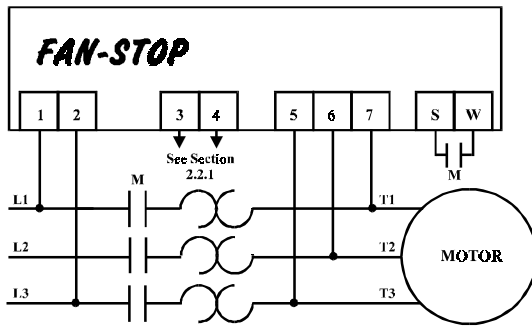 FAN-STOP
1 2 3 4 5 6 7 S W
See Section
2.2.1
M
M
L1 T1
L2 T2
MOTOR
L3 T3